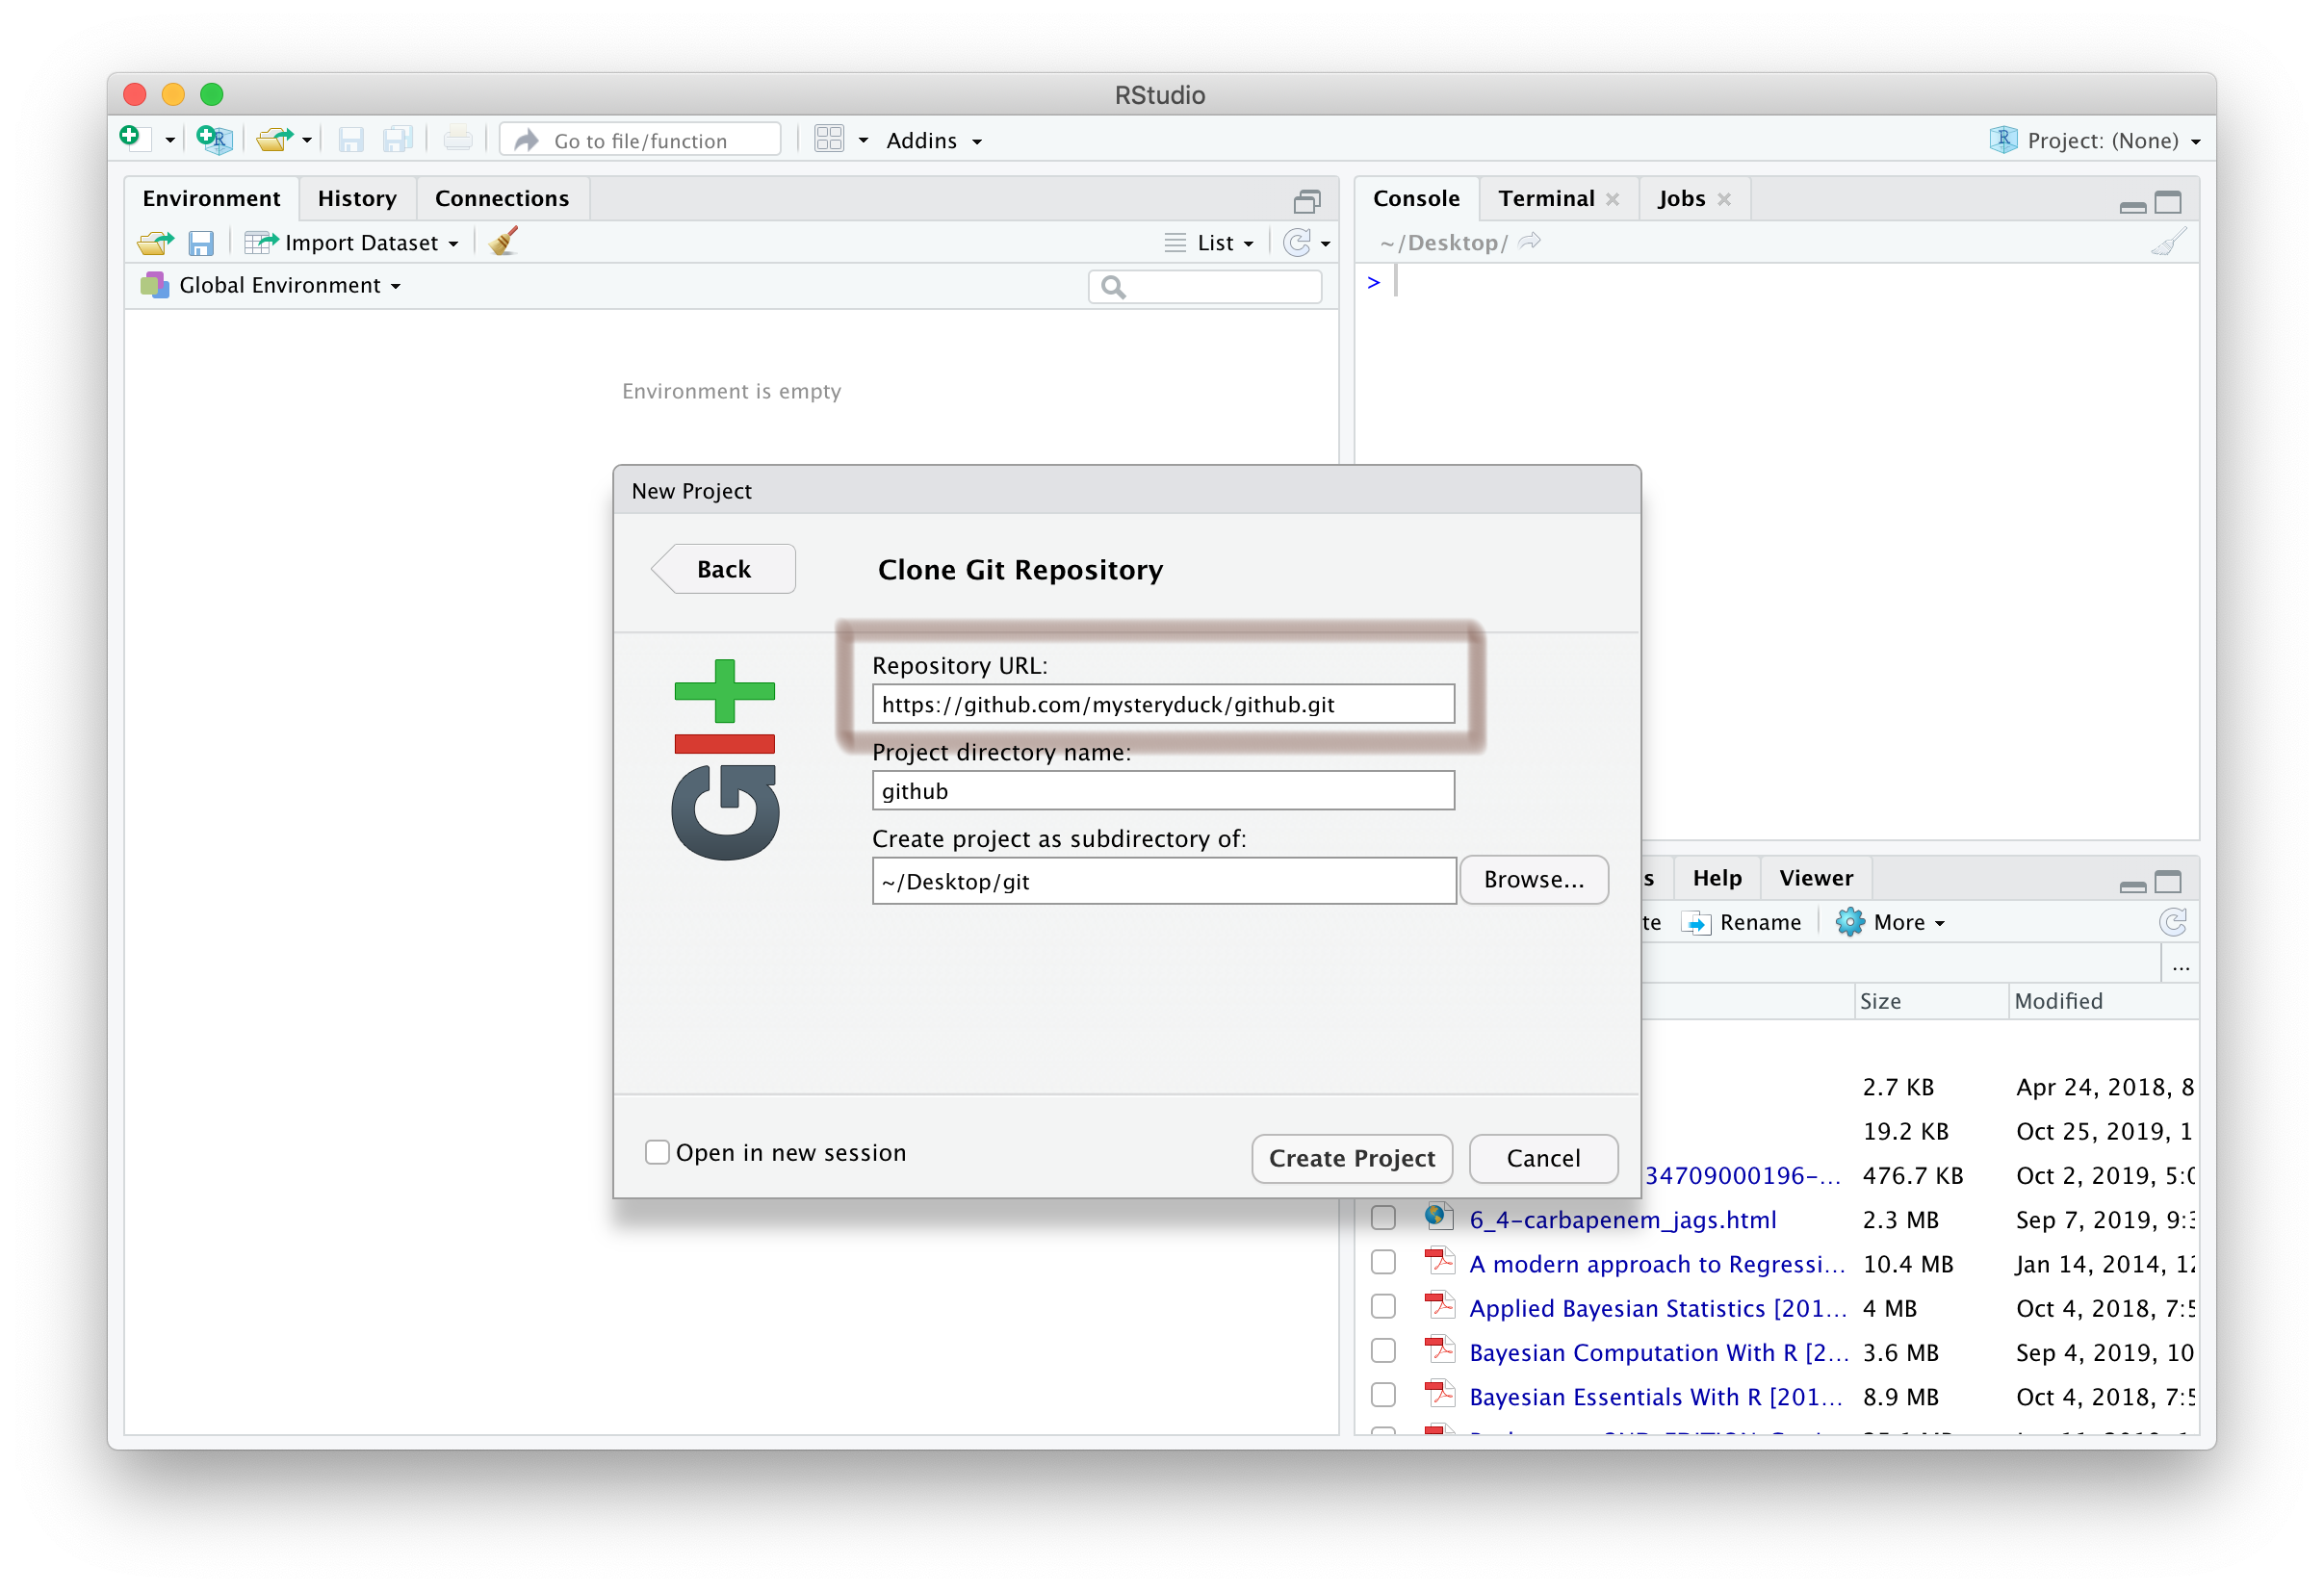 RStudio
Go to file/function
Addins
Project: (None)
Environment
History
Connections
Import Dataset
List
Global Environment
Environment is empty
Console
Terminal
Jobs
~/Desktop/
>
New Project
Back
Clone Git Repository
GIT
Repository URL:
https://github.com/mysteryduck/github.git
Project directory name:
github
Create project as subdirectory of:
~/Desktop/git
Browse...
Open in new session
Create Project
Cancel
s
Help
Viewer
te
Rename
More
...
Size
Modified
2.7 KB Apr 24, 2018, 8
19.2 KB Oct 25, 2019, 1
34709000196-... 476.7 KB Oct 2, 2019, 5:0
6_4-carbapenem_jags.html 2.3 MB Sep 7, 2019, 9:3
A modern approach to Regressi... 10.4 MB Jan 14, 2014, 12
Applied Bayesian Statistics [201... 4 MB Oct 4, 2018, 7:5
Bayesian Computation With R [2... 3.6 MB Sep 4, 2019, 10
Bayesian Essentials With R [201... 8.9 MB Oct 4, 2018, 7:5